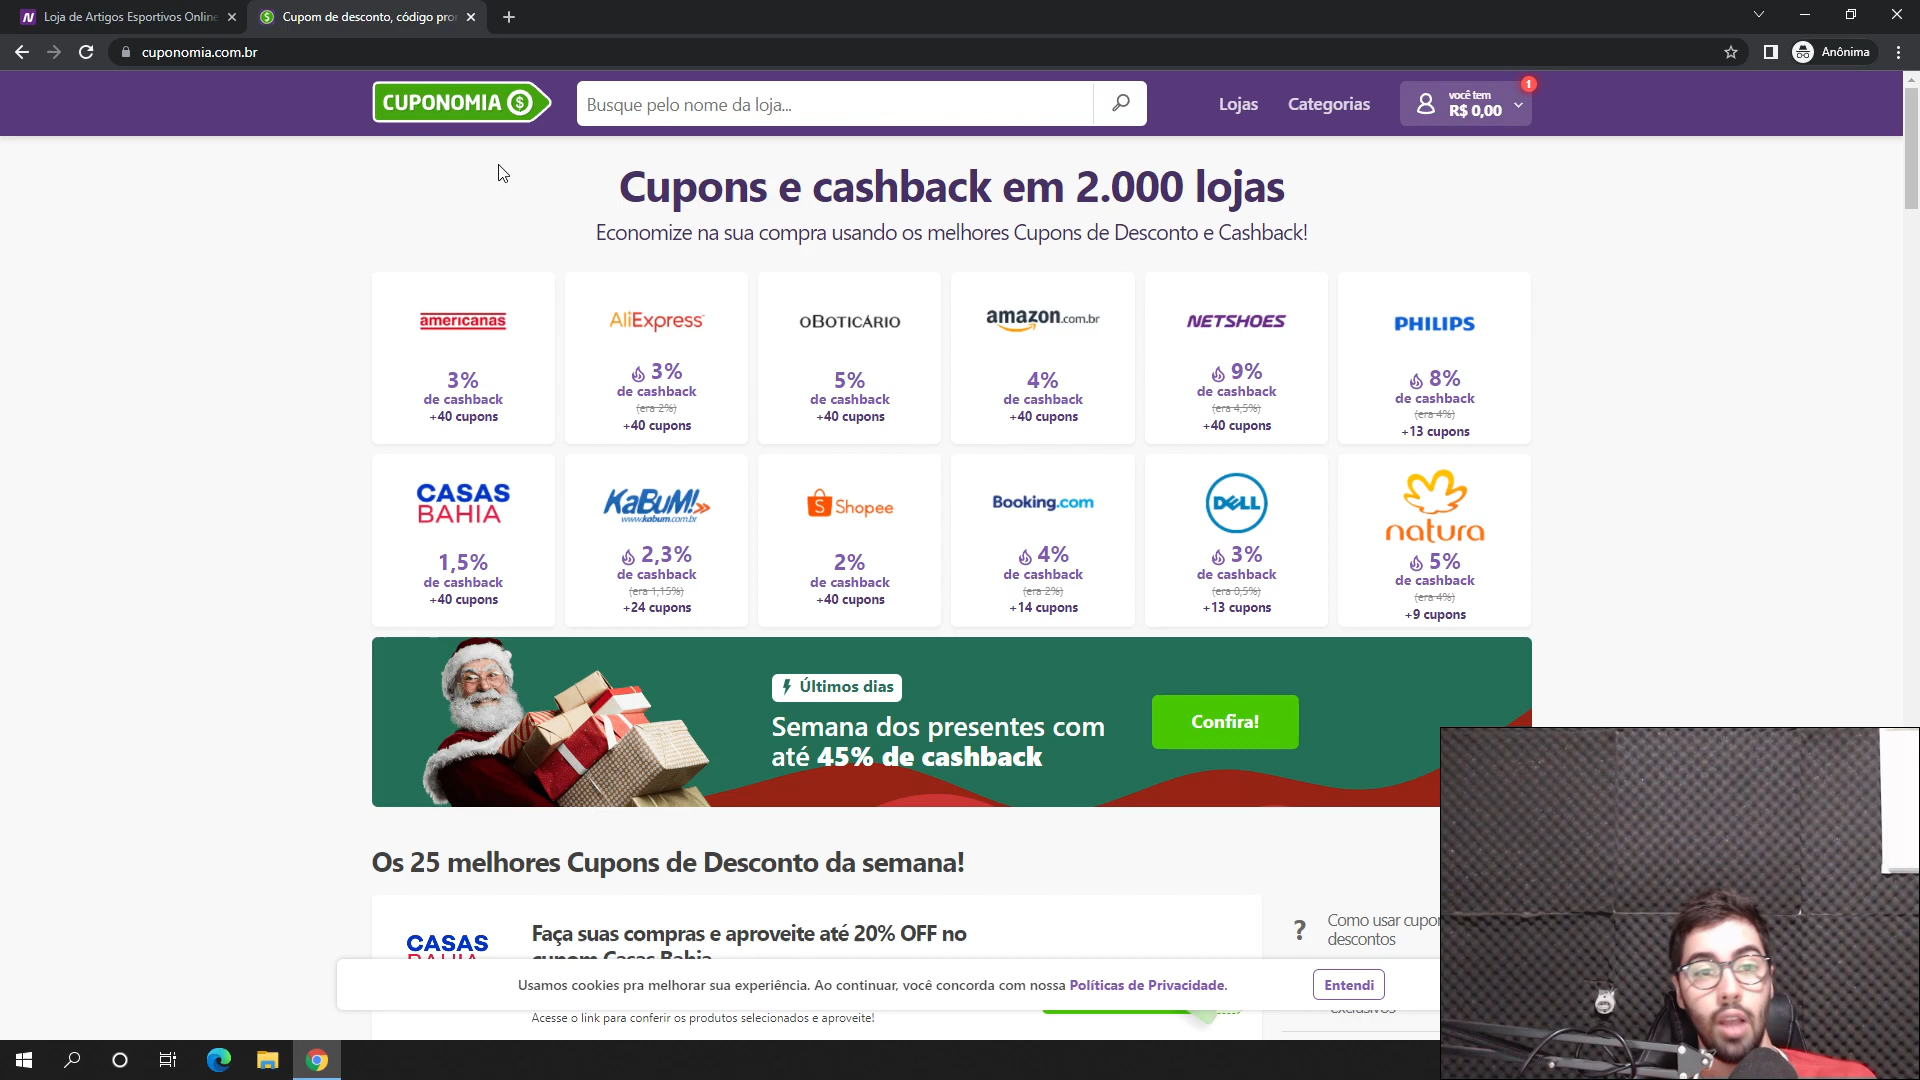 Loja de Artigos Esportivos Online
Cupom de desconto, código pro
cuponomia.com.br
Anônima
CUPONOMIA $
Busque pelo nome da loja...
Lojas
Categorias
você tem
R$ 0,00
1
Cupons e cashback em 2.000 lojas
Economize na sua compra usando os melhores Cupons de Desconto e Cashback!
americanas
3%
de cashback
+40 cupons
AliExpress
3%
de cashback
(era 2%)
+40 cupons
oBOTICÁRIO
5%
de cashback
+40 cupons
amazon.com.br
4%
de cashback
+40 cupons
NETSHOES
9%
de cashback
(era 4,5%)
+40 cupons
PHILIPS
8%
de cashback
(era 4%)
+13 cupons
CASAS
BAHIA
1,5%
de cashback
+40 cupons
KaBuM!
www.kabum.com.br
2,3%
de cashback
(era 1,15%)
+24 cupons
Shopee
2%
de cashback
+40 cupons
Booking.com
4%
de cashback
(era 2%)
+14 cupons
DELL
3%
de cashback
(era 0,5%)
+13 cupons
natura
5%
de cashback
(era 4%)
+9 cupons
Últimos dias
Semana dos presentes com
até 45% de cashback
Confira!
Os 25 melhores Cupons de Desconto da semana!
CASAS
BAHIA
Faça suas compras e aproveite até 20% OFF no
cupom Casas Bahia
Como usar cupo
descontos
Usamos cookies pra melhorar sua experiência. Ao continuar, você concorda com nossa Políticas de Privacidade.
Entendi
Acesse o link para conferir os produtos selecionados e aproveite!
exclusivos